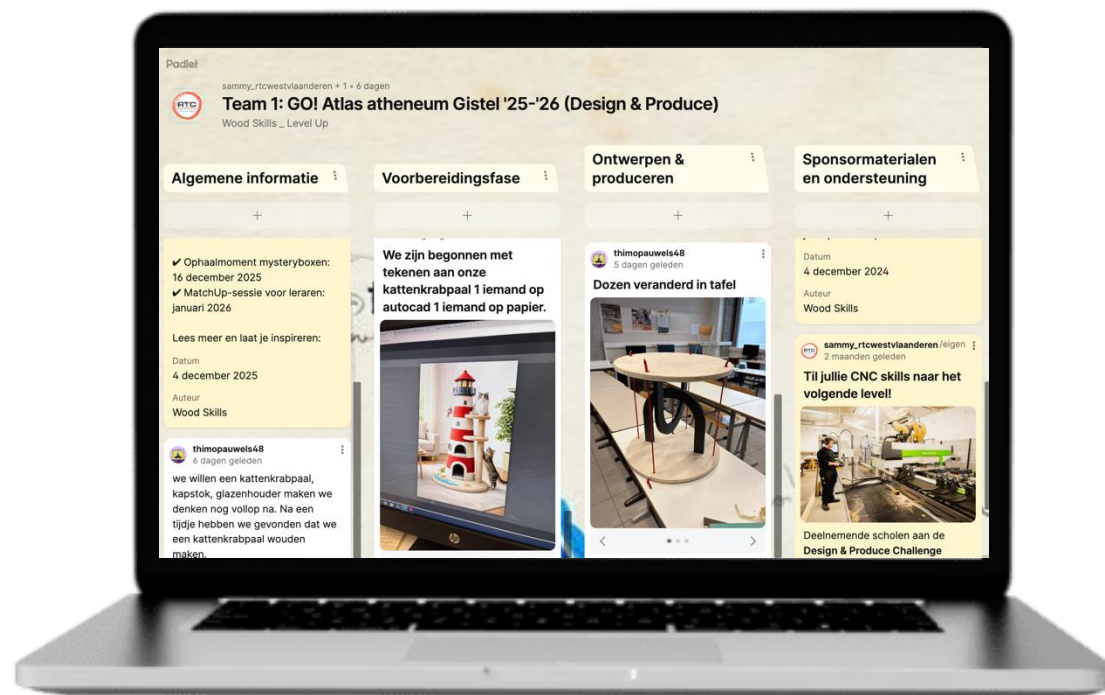 Padlet
sammy_rtcwestvlaanderen + 1 • 6 dagen
RTC
Team 1: GO! Atlas atheneum Gistel '25-'26 (Design & Produce)
Wood Skills _ Level Up
Algemene informatie
+
✔ Ophaalmoment mysteryboxen:
16 december 2025
✔ MatchUp-sessie voor leraren:
januari 2026
Lees meer en laat je inspireren:
Datum
4 december 2025
Auteur
Wood Skills
thimopauwels48
6 dagen geleden
we willen een kattenkrabpaal,
kapstok, glazenhouder maken we
denken nog vollop na. Na een
tijdje hebben we gevonden dat we
een kattenkrabpaal wouden
maken.
Voorbereidingsfase
+
We zijn begonnen met
tekenen aan onze
kattenkrabpaal 1 iemand op
autocad 1 iemand op papier.
hp
Ontwerpen &
produceren
+
thimopauwels48
5 dagen geleden
Dozen veranderd in tafel
Sponsormaterialen
en ondersteuning
+
Datum
4 december 2024
Auteur
Wood Skills
RTC
sammy_rtcwestvlaanderen /eigen
2 maanden geleden
Til jullie CNC skills naar het
volgende level!
Deelnemende scholen aan de
Design & Produce Challenge